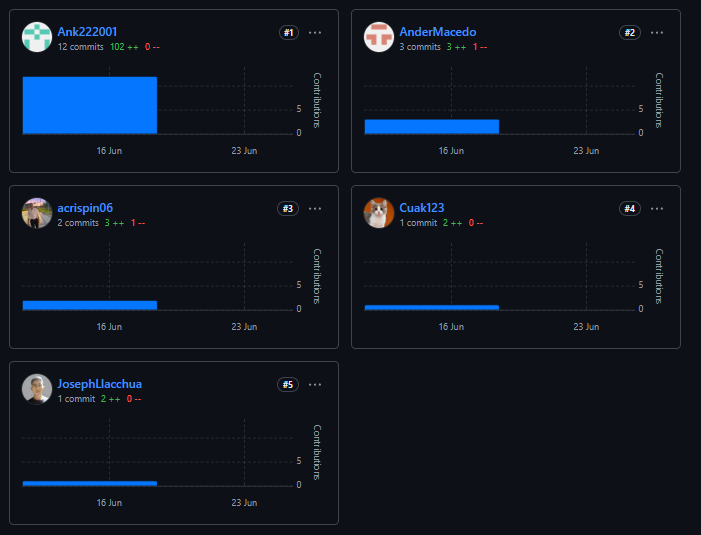 Ank222001 #1 ···
12 commits 102 ++ 0 --
Contributions
5
0
16 Jun 23 Jun
AnderMacedo #2 ···
3 commits 3 ++ 1 --
Contributions
5
0
16 Jun 23 Jun
acrispin06 #3 ···
2 commits 3 ++ 1 --
Contributions
5
0
16 Jun 23 Jun
Cuak123 #4 ···
1 commit 2 ++ 0 --
Contributions
5
0
16 Jun 23 Jun
JosephLlacchua #5 ···
1 commit 2 ++ 0 --
Contributions
5
0
16 Jun 23 Jun